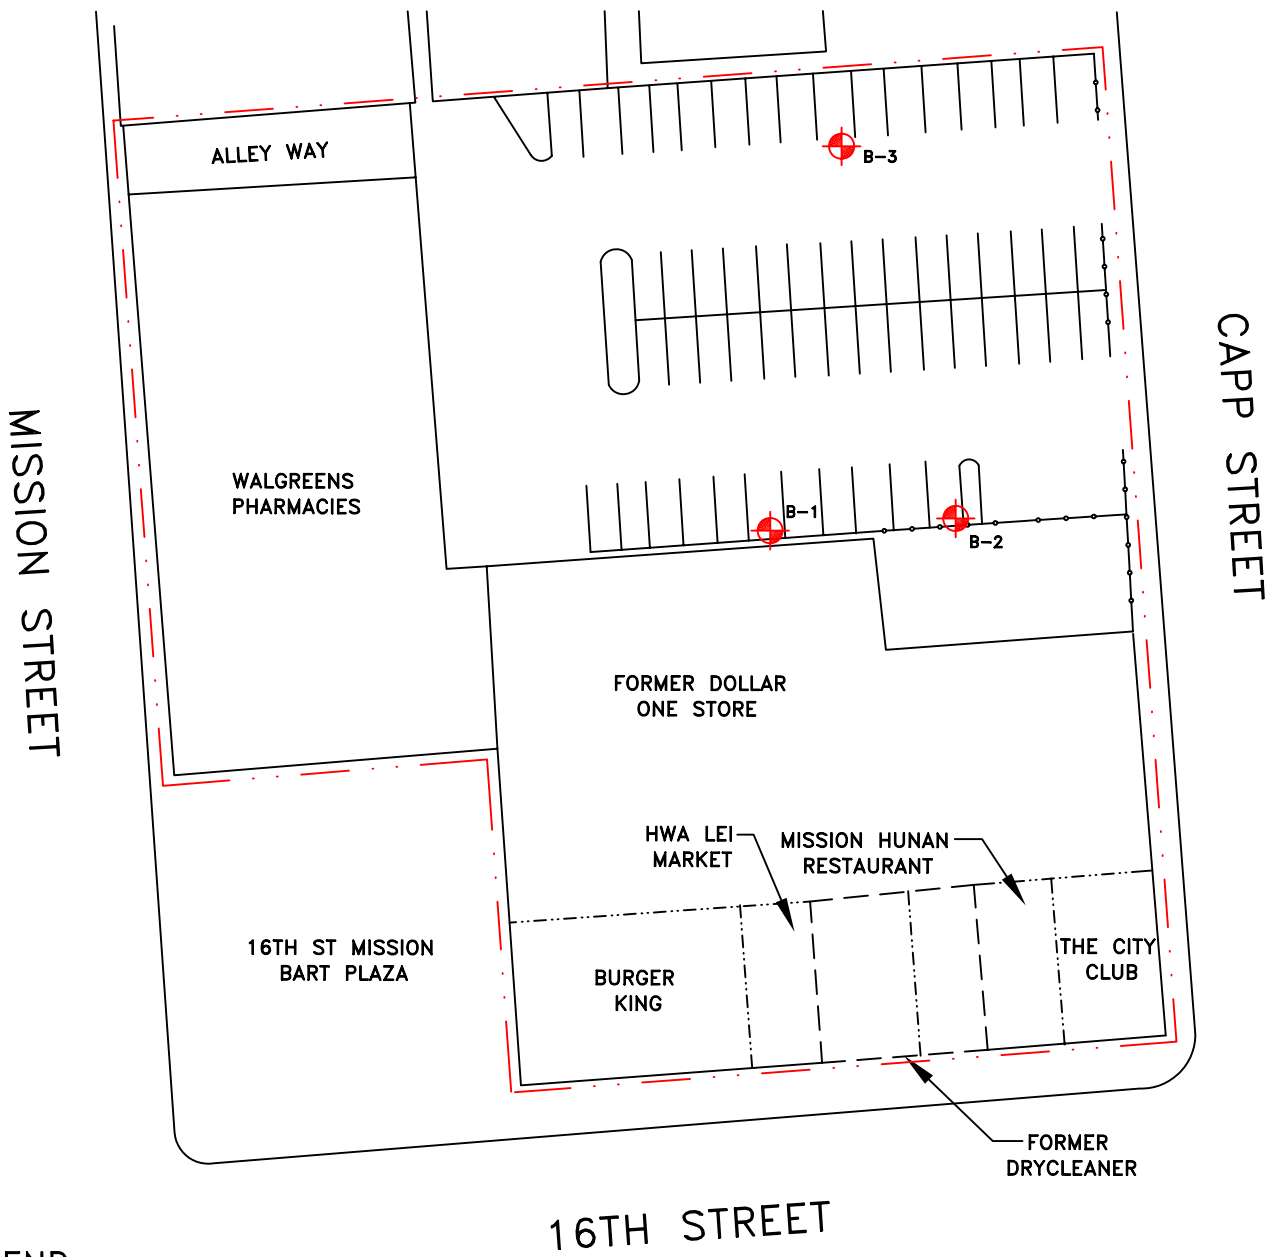 ALLEY WAY
B-3
CAPP STREET
MISSION STREET
WALGREENS
PHARMACIES
B-1
B-2
FORMER DOLLAR
ONE STORE
HWA LEI
MARKET
MISSION HUNAN
RESTAURANT
16TH ST MISSION
BART PLAZA
BURGER
KING
THE CITY
CLUB
FORMER
DRYCLEANER
16TH STREET